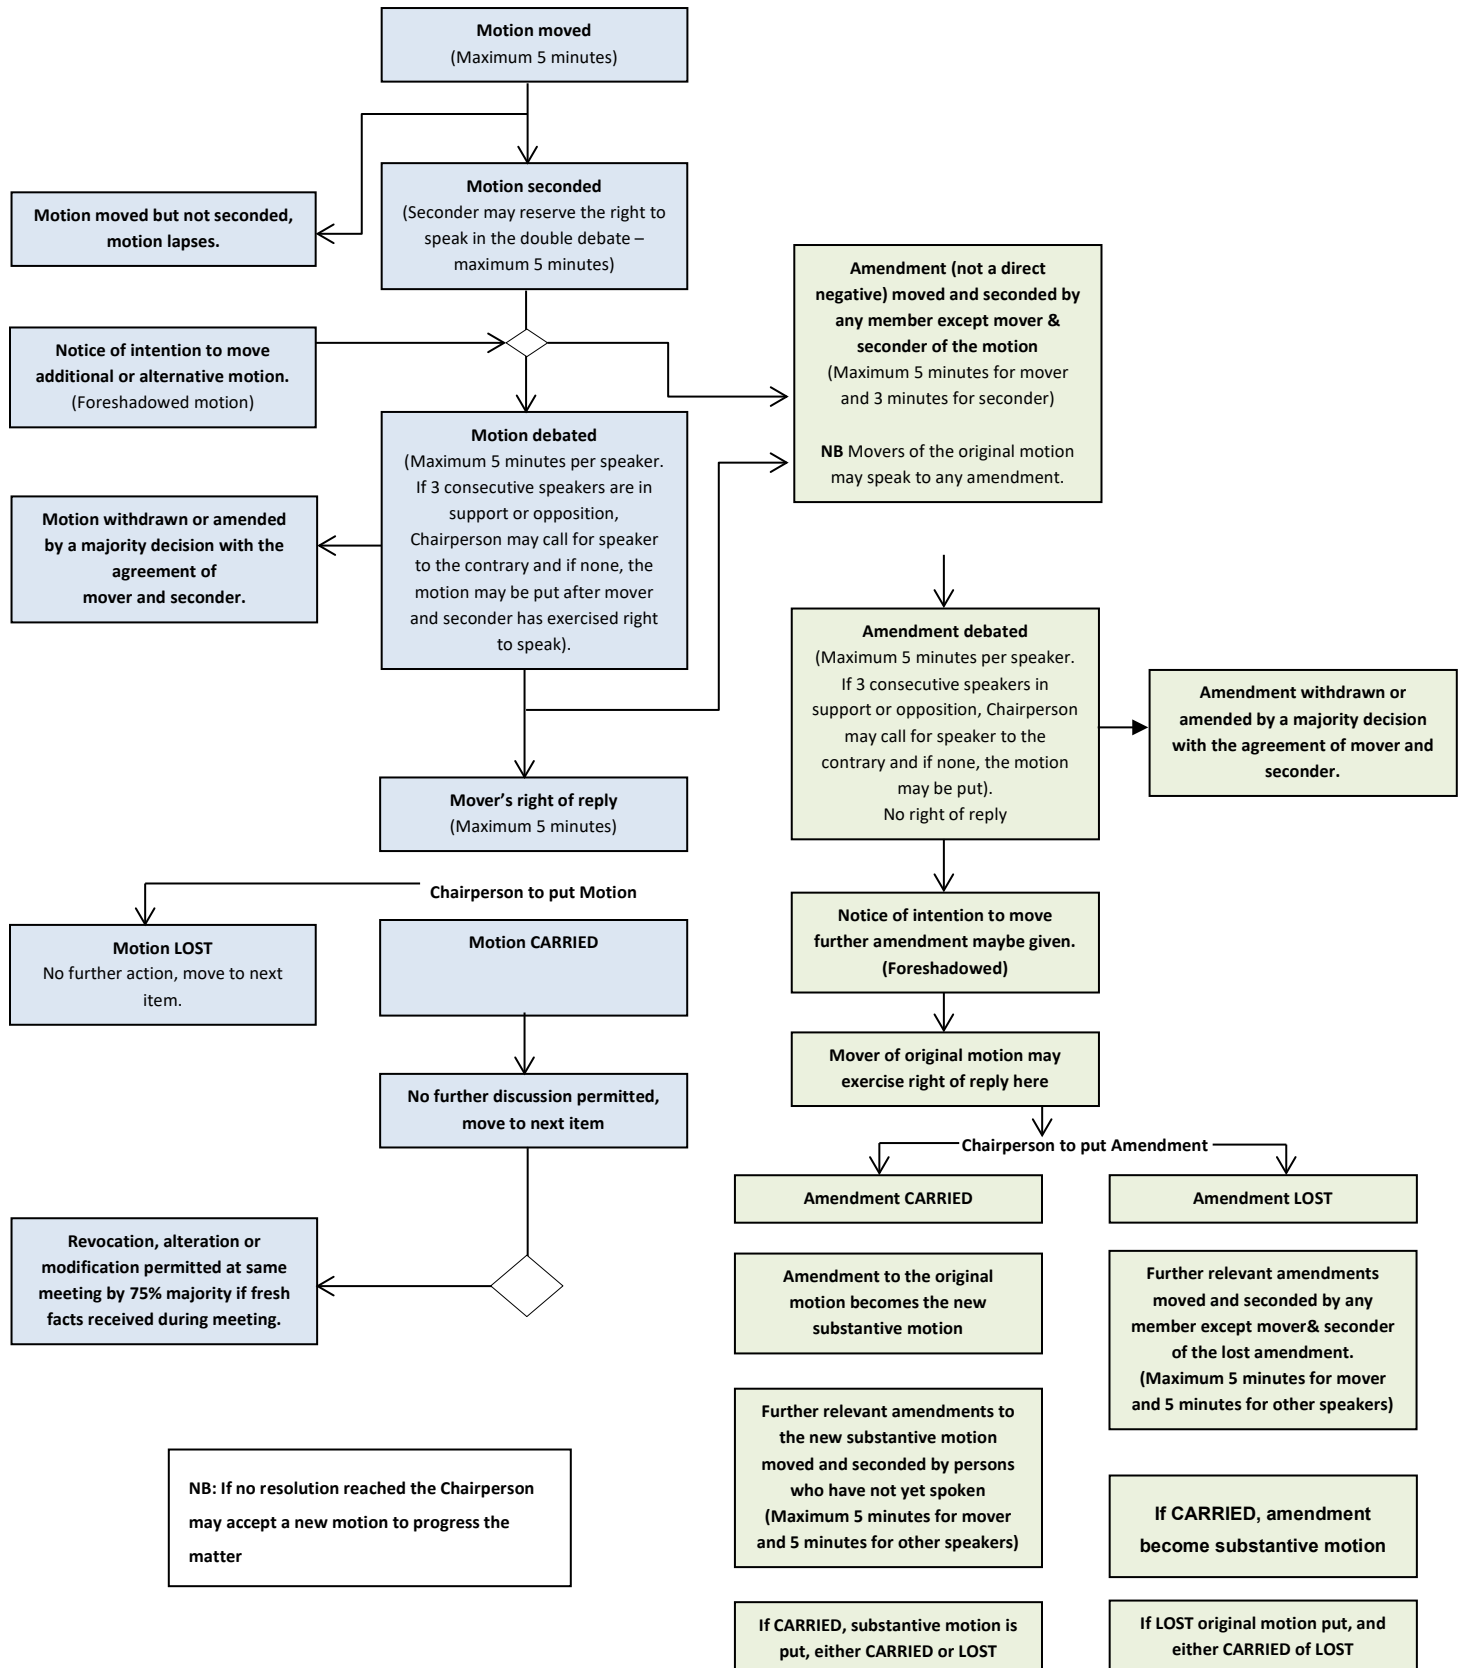 Motion moved
(Maximum 5 minutes)
Motion seconded
(Seconder may reserve the right to
speak in the double debate –
maximum 5 minutes)
Motion moved but not seconded,
motion lapses.
Notice of intention to move
additional or alternative motion.
(Foreshadowed motion)
Motion debated
(Maximum 5 minutes per speaker.
If 3 consecutive speakers are in
support or opposition,
Chairperson may call for speaker
to the contrary and if none, the
motion may be put after mover
and seconder has exercised right
to speak).
Motion withdrawn or amended
by a majority decision with the
agreement of
mover and seconder.
Mover’s right of reply
(Maximum 5 minutes)
Chairperson to put Motion
Motion LOST
No further action, move to next
item.
Motion CARRIED
No further discussion permitted,
move to next item
Revocation, alteration or
modification permitted at same
meeting by 75% majority if fresh
facts received during meeting.
NB: If no resolution reached the Chairperson
may accept a new motion to progress the
matter
Amendment (not a direct
negative) moved and seconded by
any member except mover &
seconder of the motion
(Maximum 5 minutes for mover
and 3 minutes for seconder)
NB Movers of the original motion
may speak to any amendment.
Amendment debated
(Maximum 5 minutes per speaker.
If 3 consecutive speakers in
support or opposition, Chairperson
may call for speaker to the
contrary and if none, the motion
may be put).
No right of reply
Amendment withdrawn or
amended by a majority decision
with the agreement of mover and
seconder.
Notice of intention to move
further amendment maybe given.
(Foreshadowed)
Mover of original motion may
exercise right of reply here
Chairperson to put Amendment
Amendment CARRIED
Amendment to the original
motion becomes the new
substantive motion
Further relevant amendments to
the new substantive motion
moved and seconded by persons
who have not yet spoken
(Maximum 5 minutes for mover
and 5 minutes for other speakers)
If CARRIED, substantive motion is
put, either CARRIED or LOST
Amendment LOST
Further relevant amendments
moved and seconded by any
member except mover& seconder
of the lost amendment.
(Maximum 5 minutes for mover
and 5 minutes for other speakers)
If CARRIED, amendment
become substantive motion
If LOST original motion put, and
either CARRIED of LOST